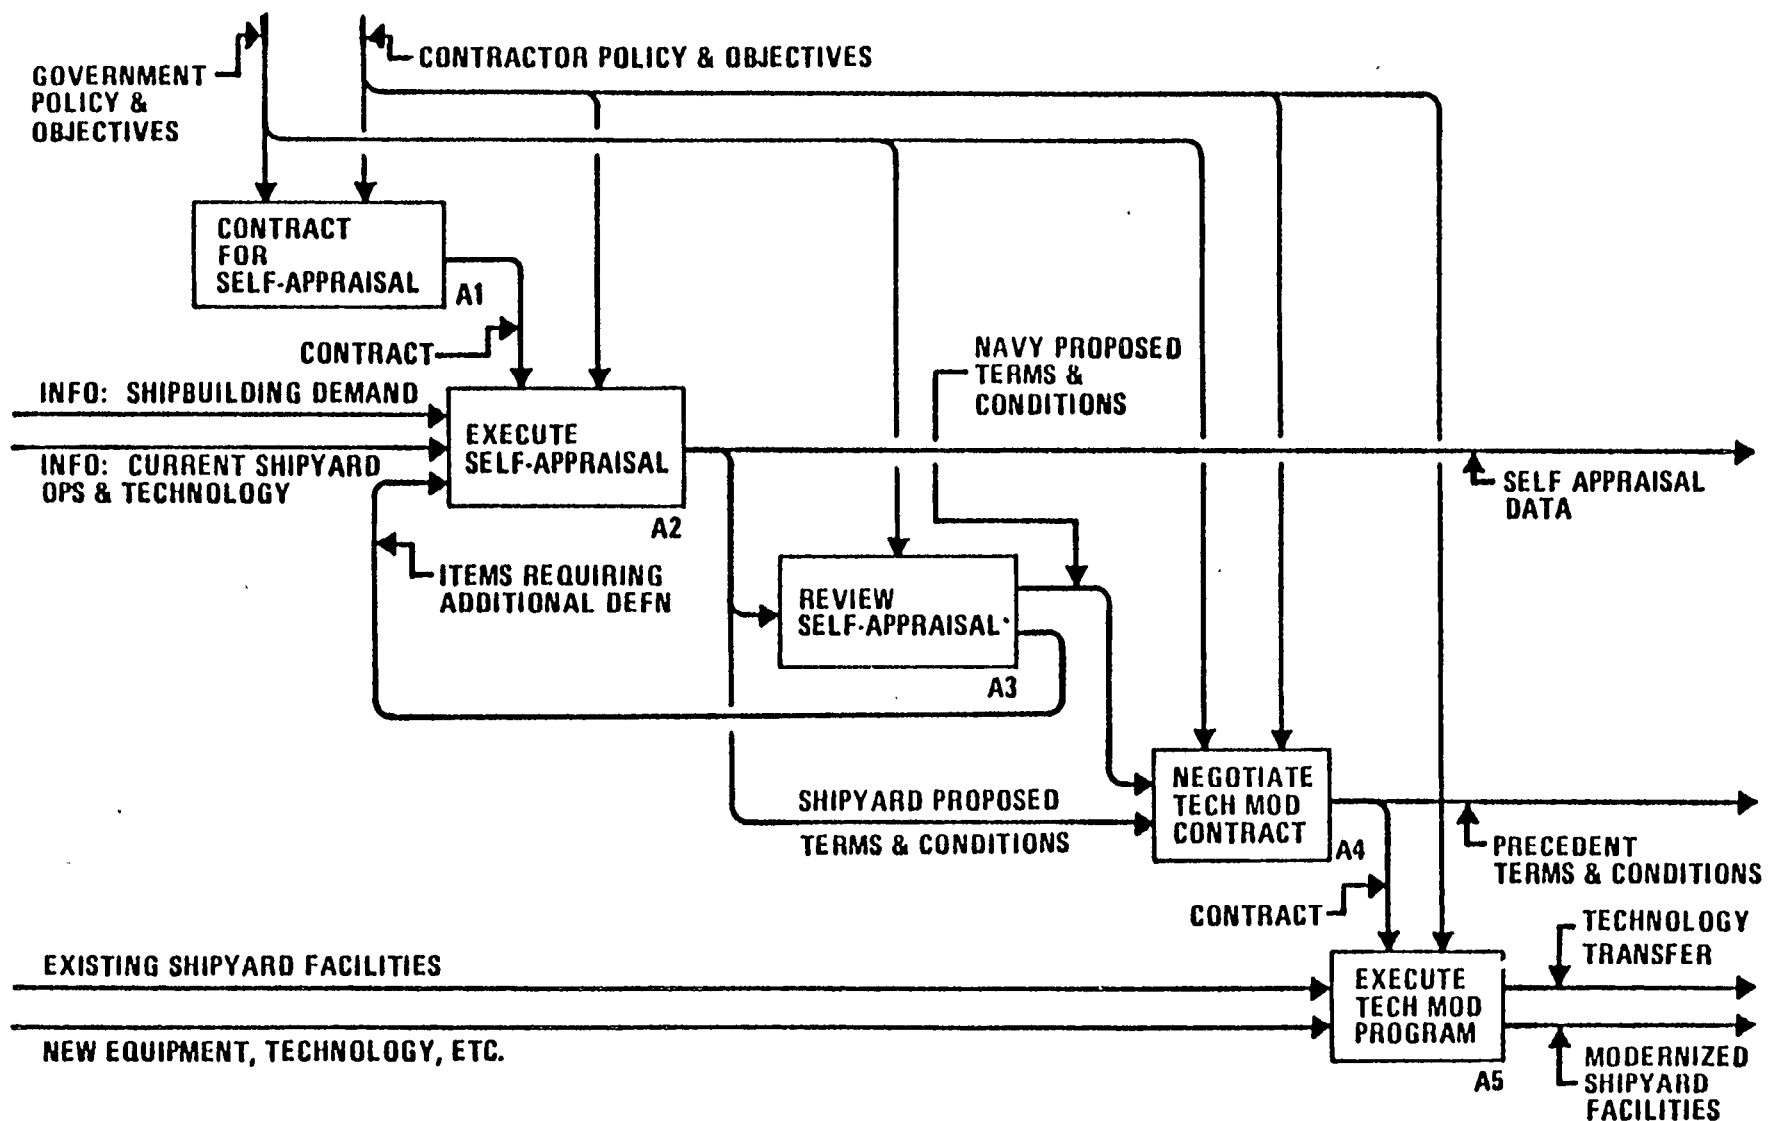 CONTRACTOR POLICY & OBJECTIVES
GOVERNMENT
POLICY &
OBJECTIVES
CONTRACT
FOR
SELF-APPRAISAL
A1
CONTRACT
NAVY PROPOSED
TERMS &
CONDITIONS
INFO: SHIPBUILDING DEMAND
EXECUTE
SELF-APPRAISAL
INFO: CURRENT SHIPYARD
OPS & TECHNOLOGY
A2
SELF APPRAISAL
DATA
ITEMS REQUIRING
ADDITIONAL DEFN
REVIEW
SELF-APPRAISAL
A3
NEGOTIATE
TECH MOD
CONTRACT
A4
SHIPYARD PROPOSED
TERMS & CONDITIONS
PRECEDENT
TERMS & CONDITIONS
CONTRACT
TECHNOLOGY
TRANSFER
EXISTING SHIPYARD FACILITIES
EXECUTE
TECH MOD
PROGRAM
A5
NEW EQUIPMENT, TECHNOLOGY, ETC.
MODERNIZED
SHIPYARD
FACILITIES